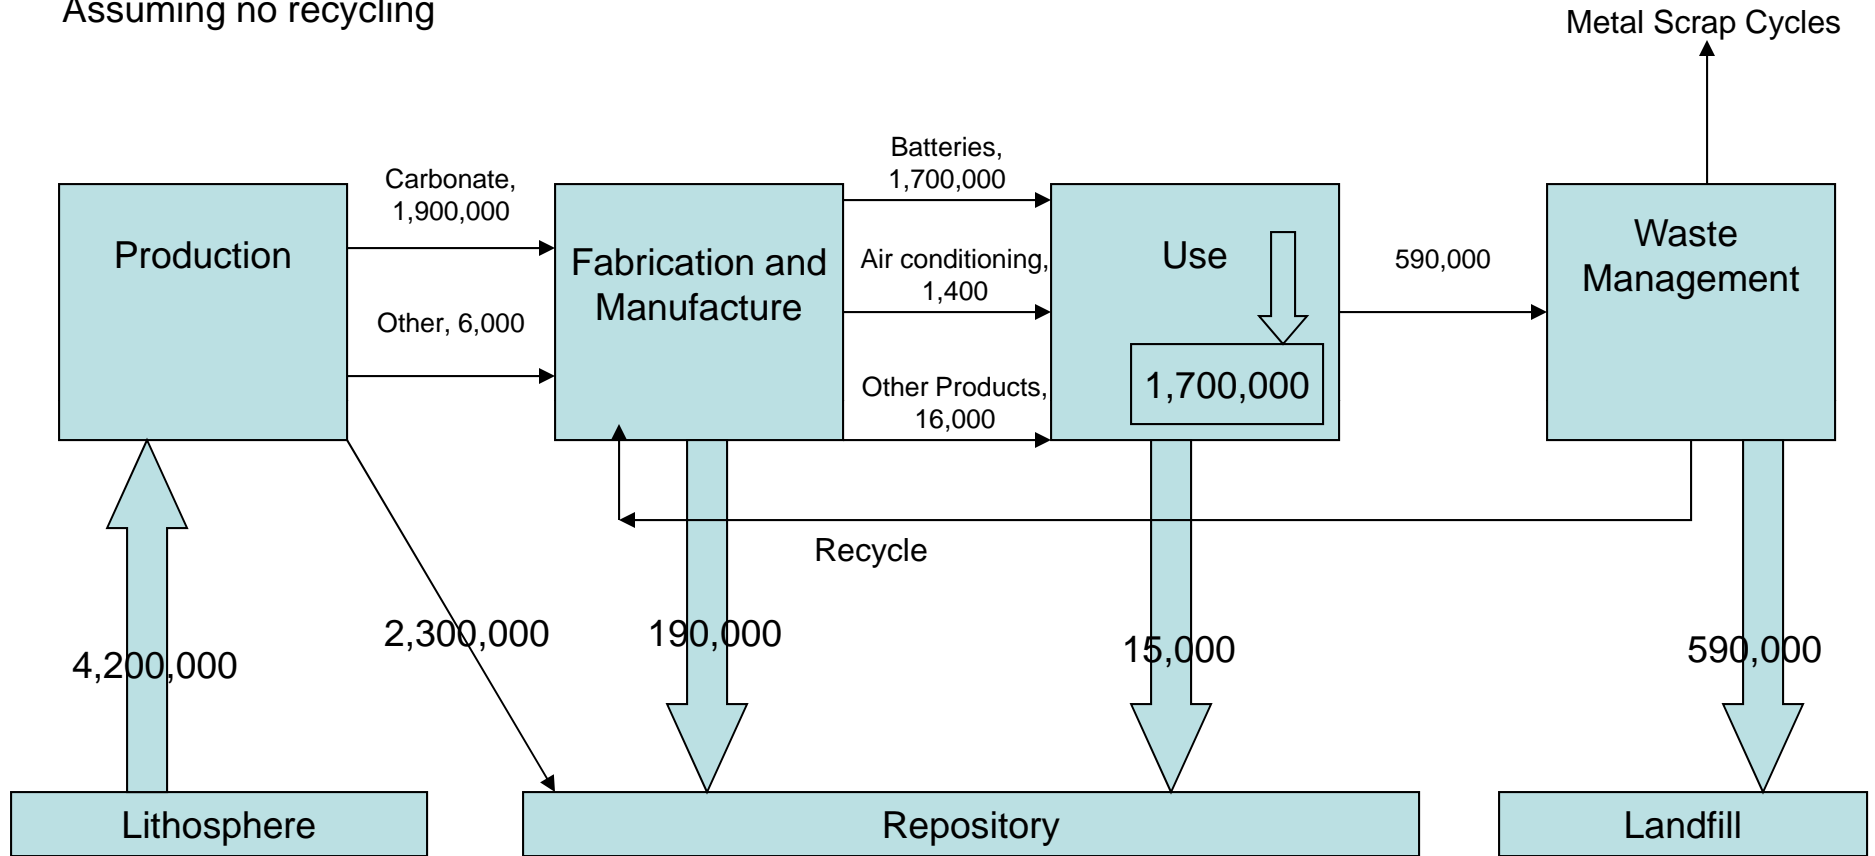 Assuming no recycling
Metal Scrap Cycles
Production
Carbonate,
1,900,000
Other, 6,000
Fabrication and
Manufacture
Batteries,
1,700,000
Air conditioning,
1,400
Other Products,
16,000
Use
1,700,000
590,000
Waste
Management
Recycle
4,200,000
2,300,000
190,000
15,000
590,000
Lithosphere
Repository
Landfill